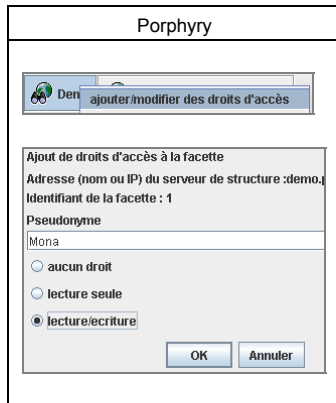 Porphyry
Den
ajouter/modifier des droits d'accès
Ajout de droits d'accès à la facette
Adresse (nom ou IP) du serveur de structure :demo.
Identifiant de la facette : 1
Pseudonyme
Mona
aucun droit
lecture seule
lecture/ecriture
OK Annuler